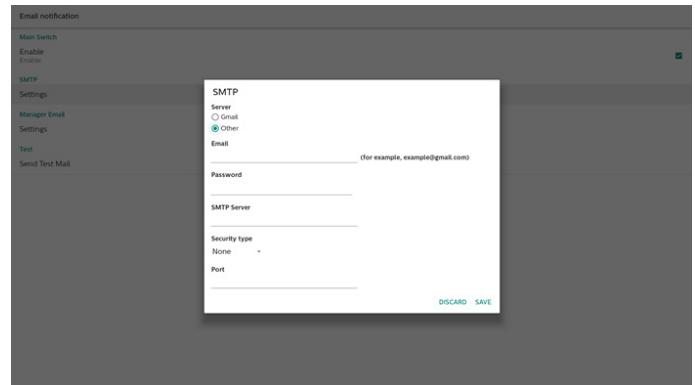 Email notification
Main Switch
Enable
Enable
SMTP
Settings
Manager Email
Settings
Test
Send Test Mail
SMTP
Server
Gmail
Other
Email
(for example, example@gmail.com)
Password
SMTP Server
Security type
None
Port
DISCARD SAVE